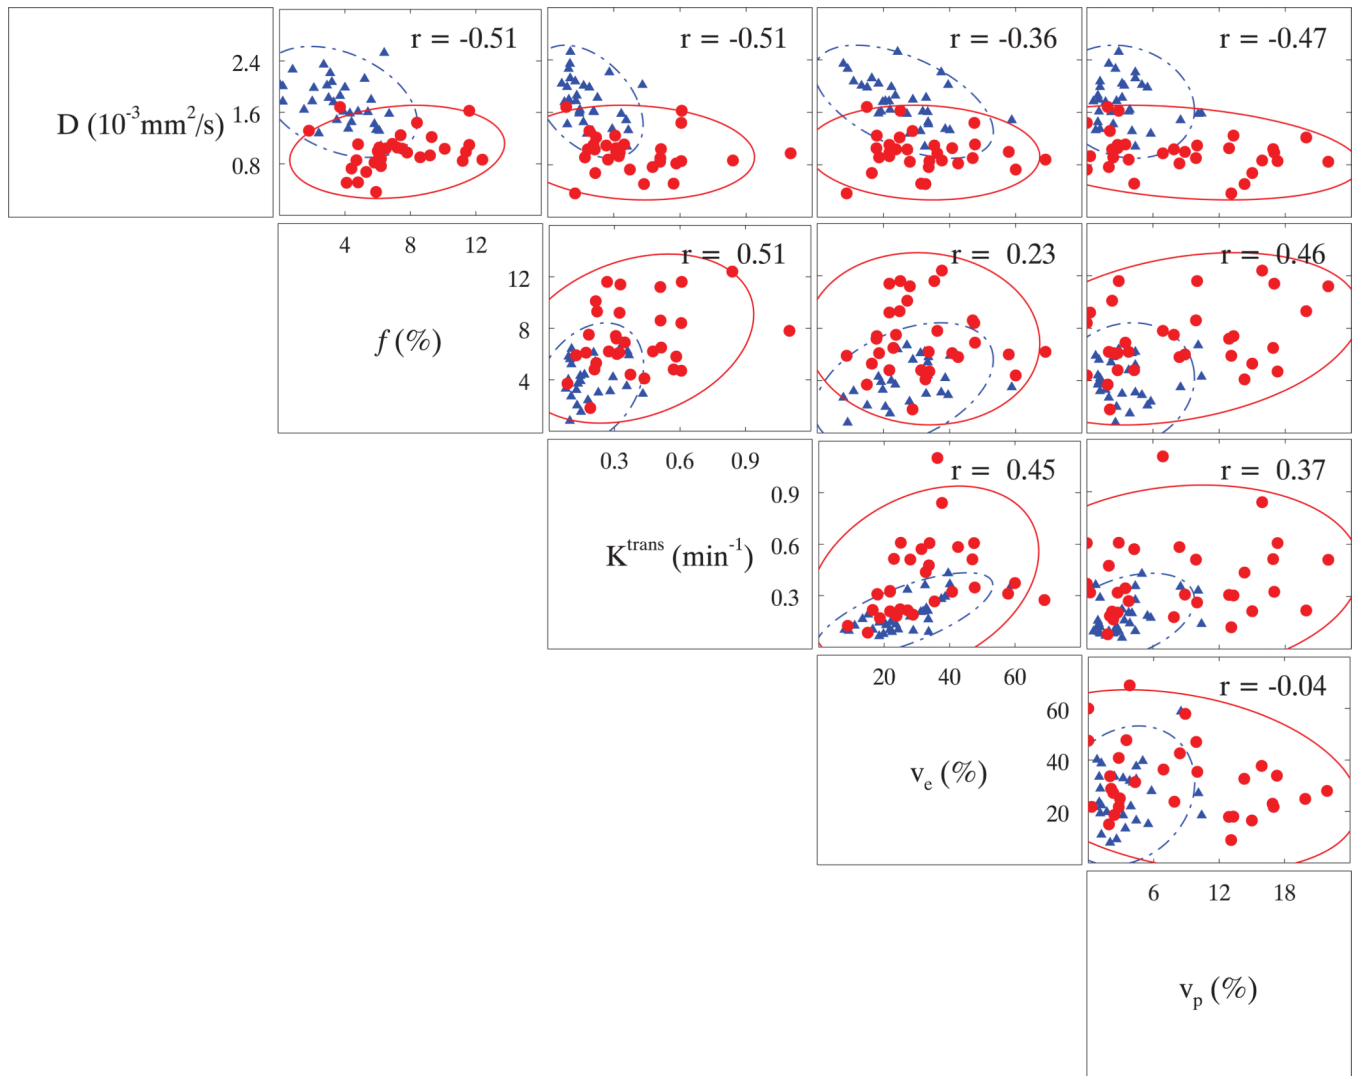 r = -0.51
r = -0.51
r = -0.36
r = -0.47
2.4
1.6
0.8
D (10⁻³mm²/s)
4 8 12
r = 0.51
r = 0.23
r = 0.46
12
8
4
f (%)
0.3 0.6 0.9
r = 0.45
r = 0.37
0.9
0.6
0.3
Kᵗʳᵃⁿˢ (min⁻¹)
20 40 60
r = -0.04
60
40
20
vₑ (%)
6 12 18
vₚ (%)